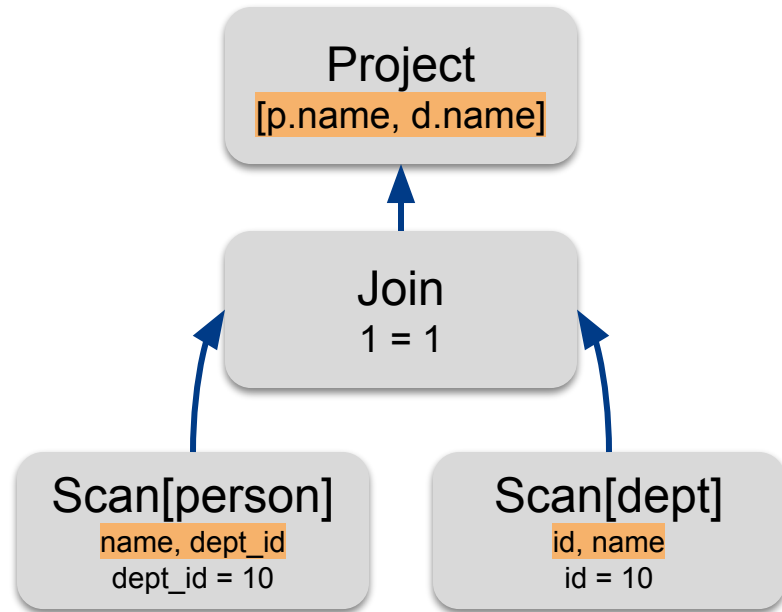 Project
[p.name, d.name]
Join
1 = 1
Scan[person]
name, dept_id
dept_id = 10
Scan[dept]
id, name
id = 10